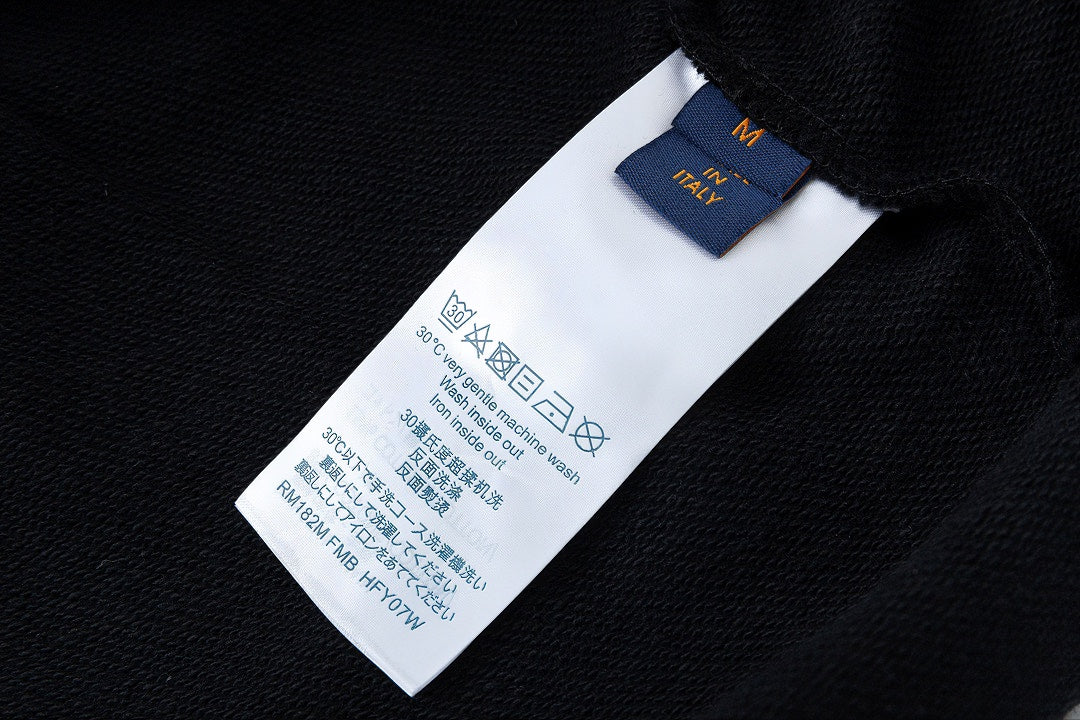 M
IN
ITALY
30
30°C very gentle machine wash
Wash inside out
Iron inside out
30摄氏度超揉机洗
反面洗涤
反面熨烫
30℃以下で手洗コース洗濯機洗い
裏返しにして洗濯してください
裏返しにしてアイロンをあててください
RM182M FMB HFY07W